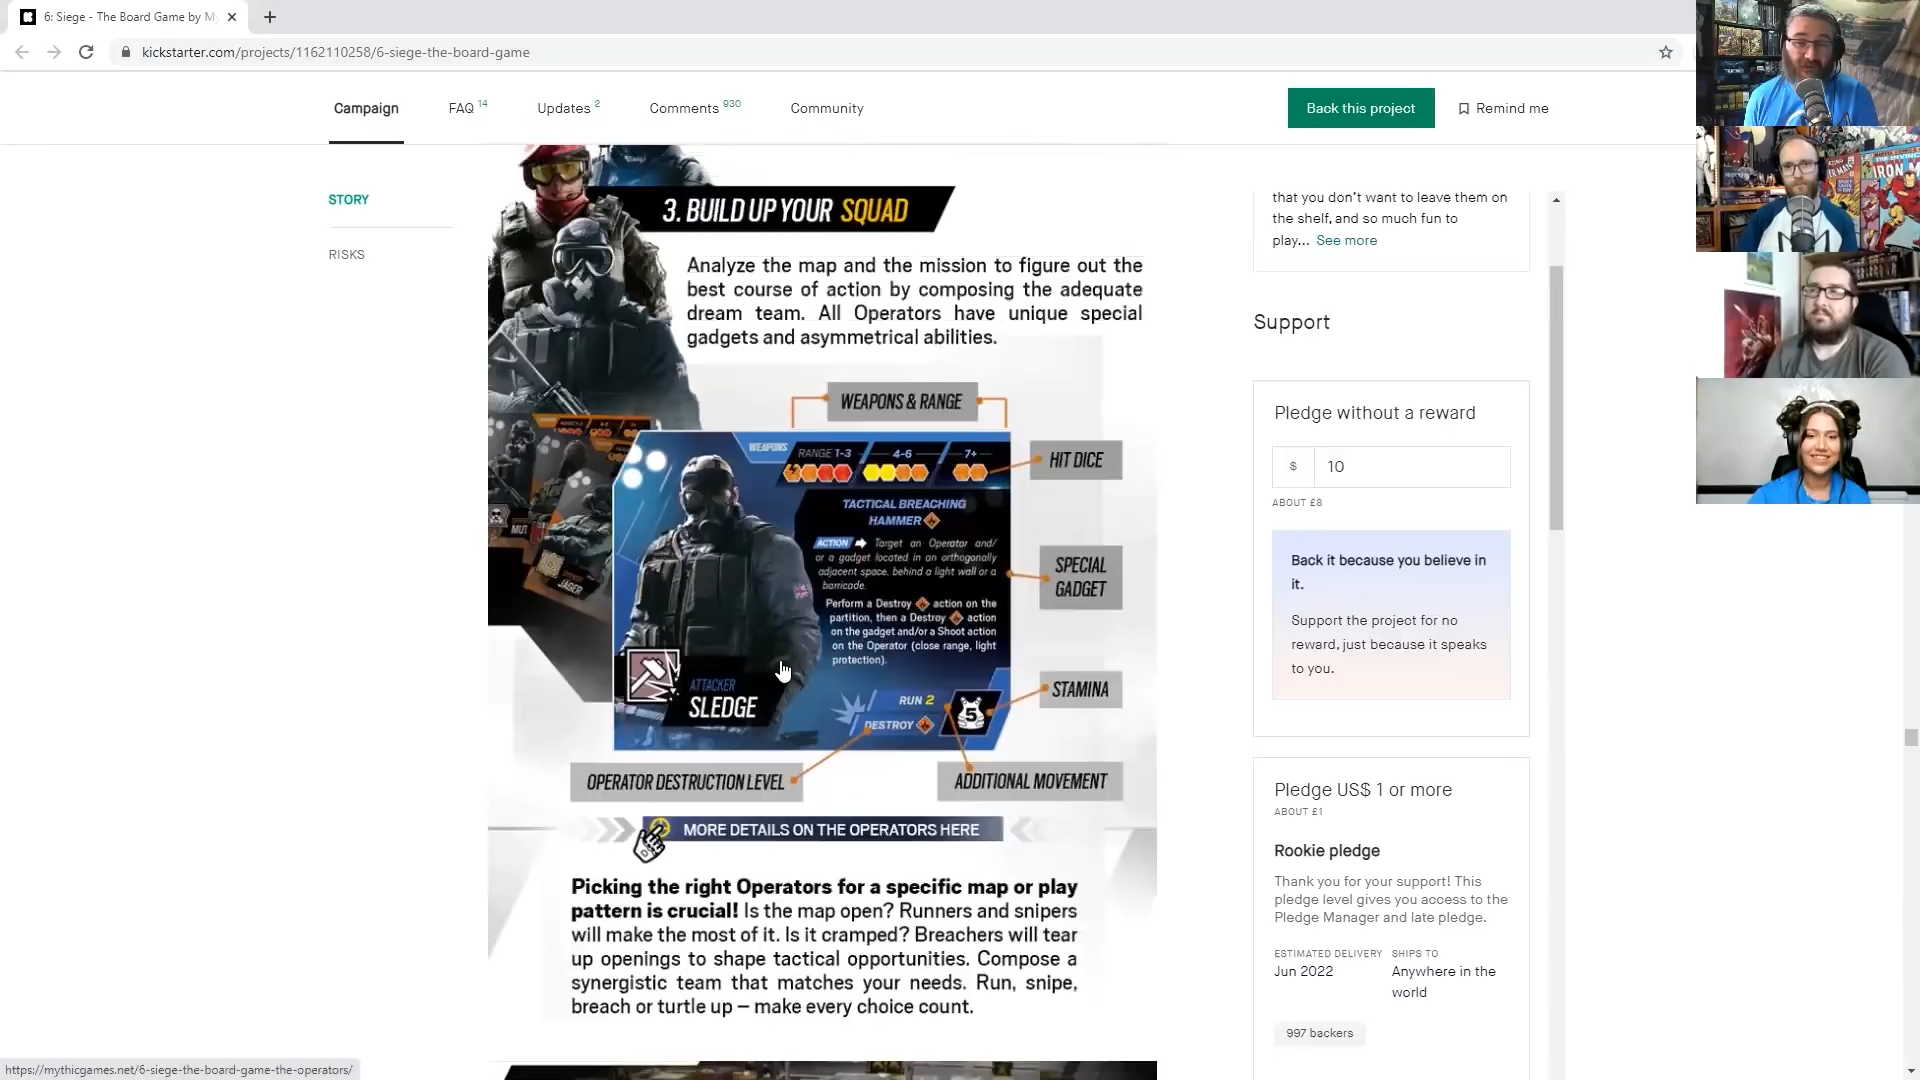 6: Siege - The Board Game by My
kickstarter.com/projects/1162110258/6-siege-the-board-game
Campaign
FAQ 14
Updates 2
Comments 930
Community
Back this project
Remind me
STORY
RISKS
3. BUILD UP YOUR SQUAD
Analyze the map and the mission to figure out the
best course of action by composing the adequate
dream team. All Operators have unique special
gadgets and asymmetrical abilities.
WEAPONS & RANGE
HIT DICE
SPECIAL
GADGET
STAMINA
OPERATOR DESTRUCTION LEVEL
ADDITIONAL MOVEMENT
WEAPONS
RANGE 1-3
4-6
7+
TACTICAL BREACHING
HAMMER
ACTION Target an Operator and/
or a gadget located in an orthogonally
adjacent space, behind a light wall or a
barricade.
Perform a Destroy action on the
partition, then a Destroy action
on the gadget and/or a Shoot action
on the Operator (close range, light
protection).
ATTACKER
SLEDGE
RUN 2
DESTROY
5
JÄGER
MORE DETAILS ON THE OPERATORS HERE
Picking the right Operators for a specific map or play
pattern is crucial! Is the map open? Runners and snipers
will make the most of it. Is it cramped? Breachers will tear
up openings to shape tactical opportunities. Compose a
synergistic team that matches your needs. Run, snipe,
breach or turtle up – make every choice count.
that you don't want to leave them on
the shelf, and so much fun to
play... See more
Support
Pledge without a reward
$ 10
ABOUT £8
Back it because you believe in
it.
Support the project for no
reward, just because it speaks
to you.
Pledge US$ 1 or more
ABOUT £1
Rookie pledge
Thank you for your support! This
pledge level gives you access to the
Pledge Manager and late pledge.
ESTIMATED DELIVERY
Jun 2022
SHIPS TO
Anywhere in the
world
997 backers
https://mythicgames.net/6-siege-the-board-game-the-operators/
IRON M